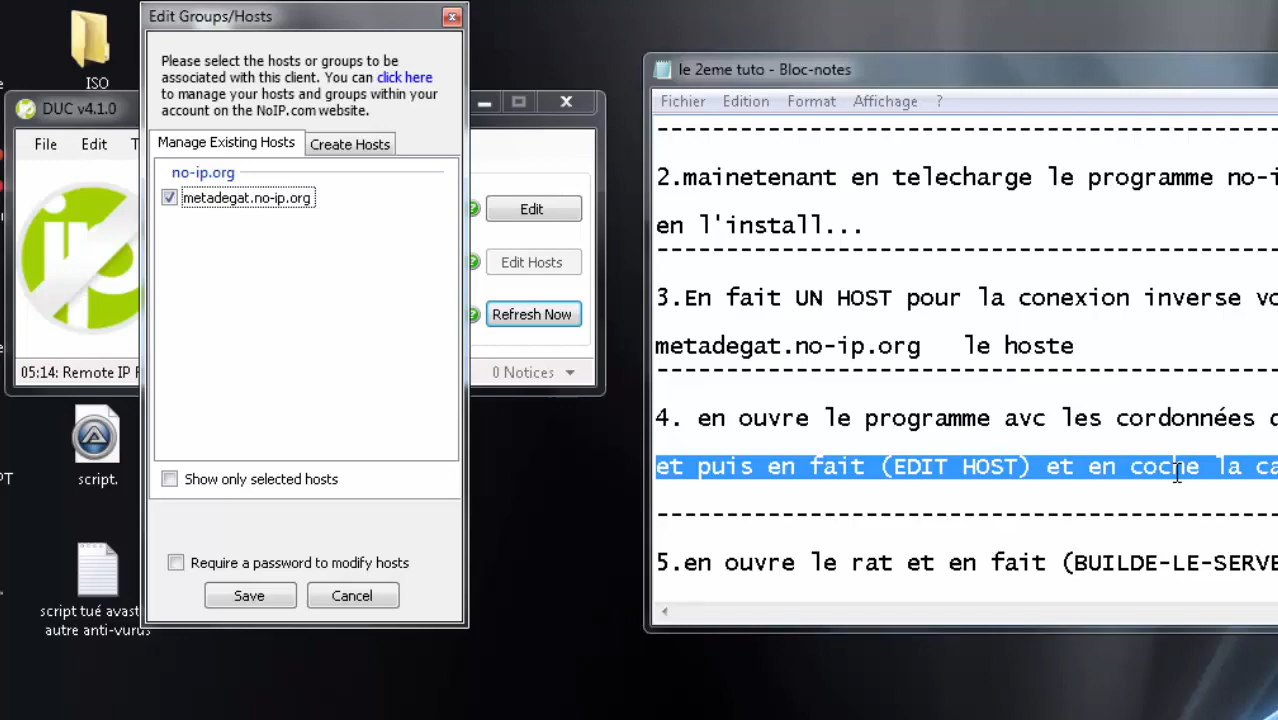 Edit Groups/Hosts
Please select the hosts or groups to be
associated with this client. You can click here
to manage your hosts and groups within your
account on the NoIP.com website.
Manage Existing Hosts
Create Hosts
no-ip.org
metadegat.no-ip.org
Show only selected hosts
Require a password to modify hosts
Save
Cancel
ISO
DUC v4.1.0
File
Edit
Edit
Edit Hosts
Refresh Now
05:14: Remote IP
0 Notices
script.
script tué avast
autre anti-vurus
le 2eme tuto - Bloc-notes
Fichier
Edition
Format
Affichage
?
-----------------------------------------------
2.mainetenant en telecharge le programme no-i
en l'install...
-----------------------------------------------
3.En fait UN HOST pour la conexion inverse vo
metadegat.no-ip.org le hoste
-----------------------------------------------
4. en ouvre le programme avc les cordonnées
et puis en fait (EDIT HOST) et en coche la ca
-----------------------------------------------
5.en ouvre le rat et en fait (BUILDE-LE-SERVE